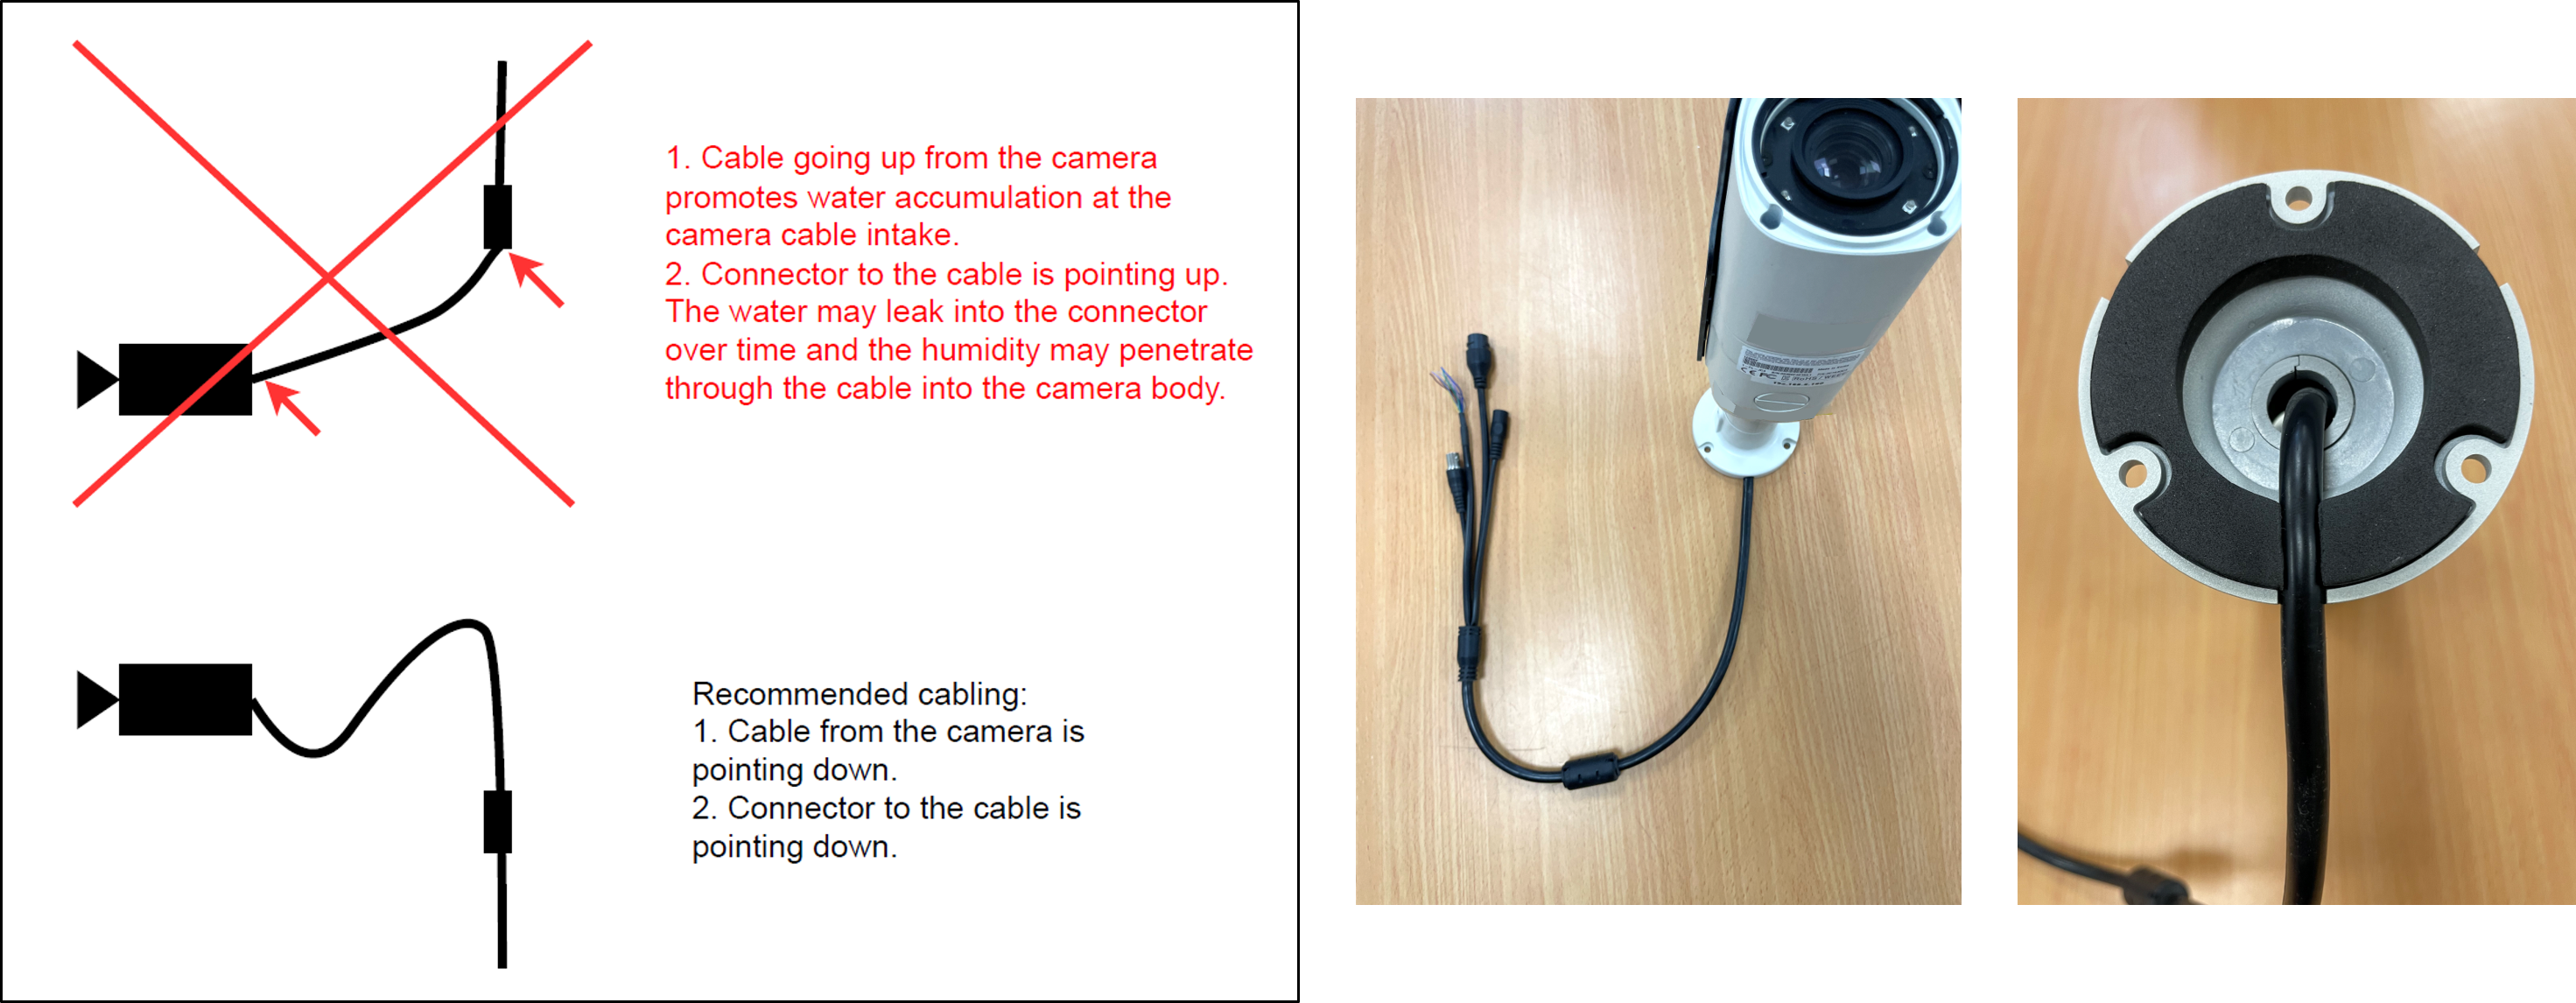 1. Cable going up from the camera
promotes water accumulation at the
camera cable intake.
2. Connector to the cable is pointing up.
The water may leak into the connector
over time and the humidity may penetrate
through the cable into the camera body.
Recommended cabling:
1. Cable from the camera is
pointing down.
2. Connector to the cable is
pointing down.